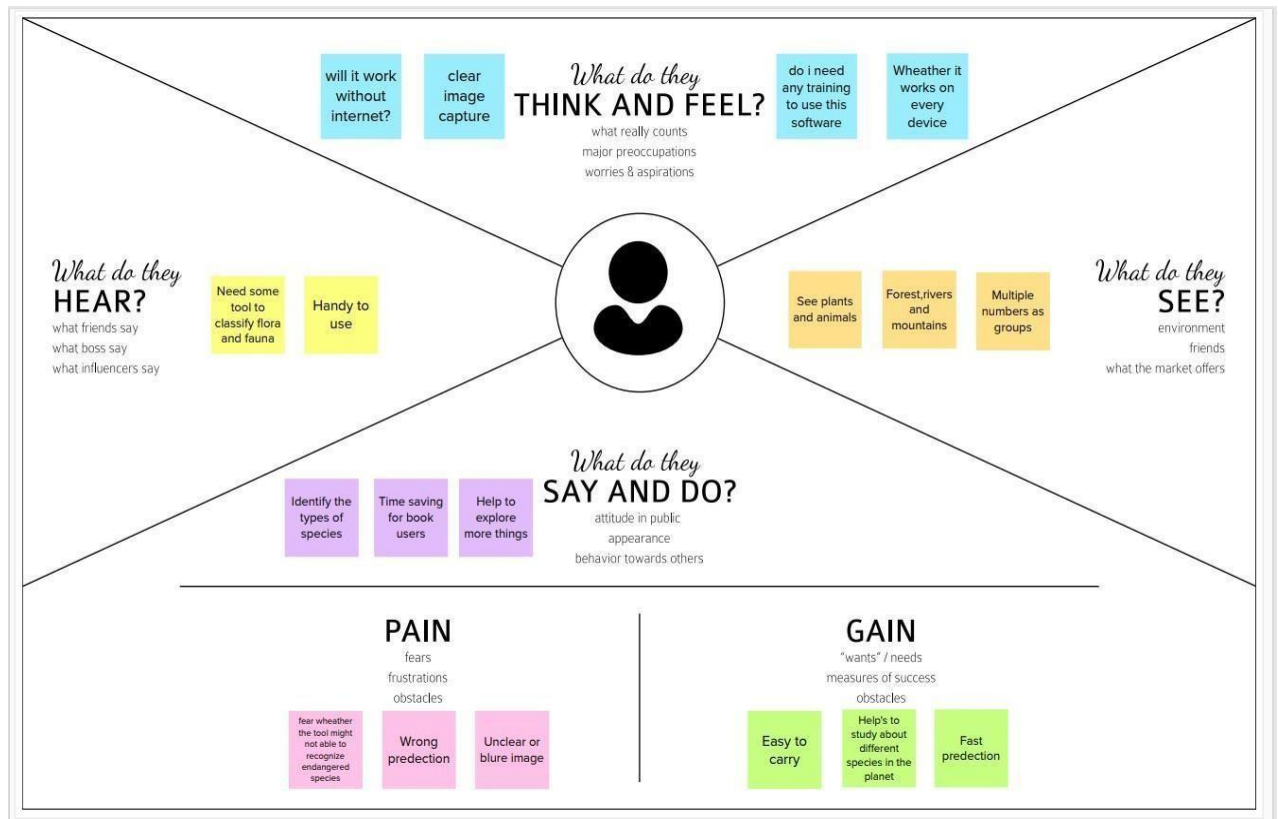 will it work
without
internet?
clear
image
capture
What do they
THINK AND FEEL?
what really counts
major preoccupations
worries & aspirations
do i need
any training
to use this
software
Wheather it
works on
every
device
What do they
HEAR?
what friends say
what boss say
what influencers say
Need some
tool to
classify flora
and fauna
Handy to
use
See plants
and animals
Forest,rivers
and
mountains
Multiple
numbers as
groups
What do they
SEE?
environment
friends
what the market offers
Identify the
types of
species
Time saving
for book
users
Help to
explore
more things
What do they
SAY AND DO?
attitude in public
appearance
behavior towards others
PAIN
fears
frustrations
obstacles
fear wheather
the tool might
not able to
recognize
endangered
species
Wrong
predection
Unclear or
blure image
GAIN
"wants" / needs
measures of success
obstacles
Easy to
carry
Help's to
study about
different
species in the
planet
Fast
predection